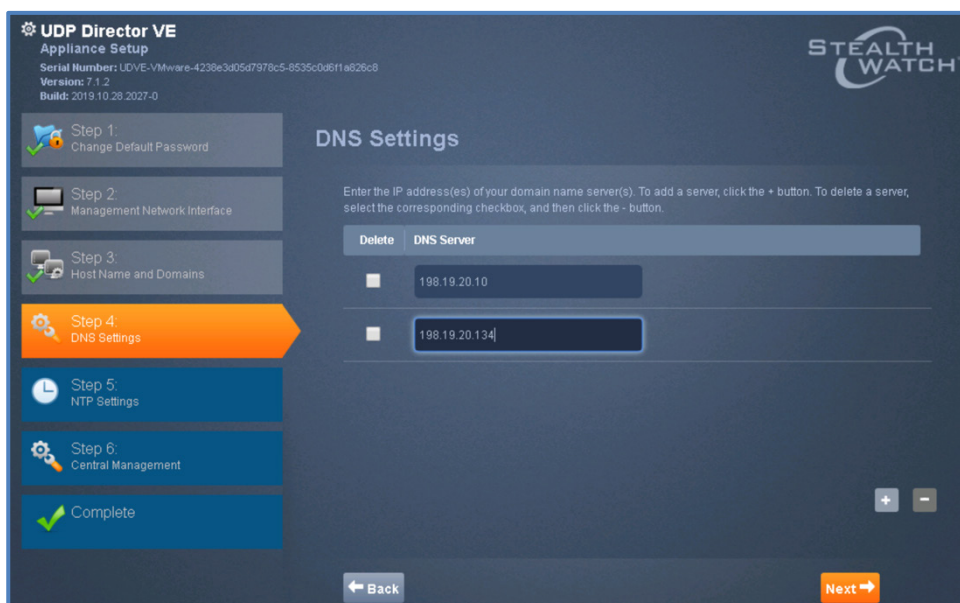 UDP Director VE
Appliance Setup
Serial Number: UDVE-VMware-4238e3d05d7978c5-8535c0d6f1a826c8
Version: 7.1.2
Build: 2019.10.28.2027-0
STEALTH
WATCH
Step 1:
Change Default Password
Step 2:
Management Network Interface
Step 3:
Host Name and Domains
Step 4:
DNS Settings
Step 5:
NTP Settings
Step 6:
Central Management
Complete
DNS Settings
Enter the IP address(es) of your domain name server(s). To add a server, click the + button. To delete a server,
select the corresponding checkbox, and then click the - button.
Delete DNS Server
198.19.20.10
198.19.20.134
+ -
Back Next